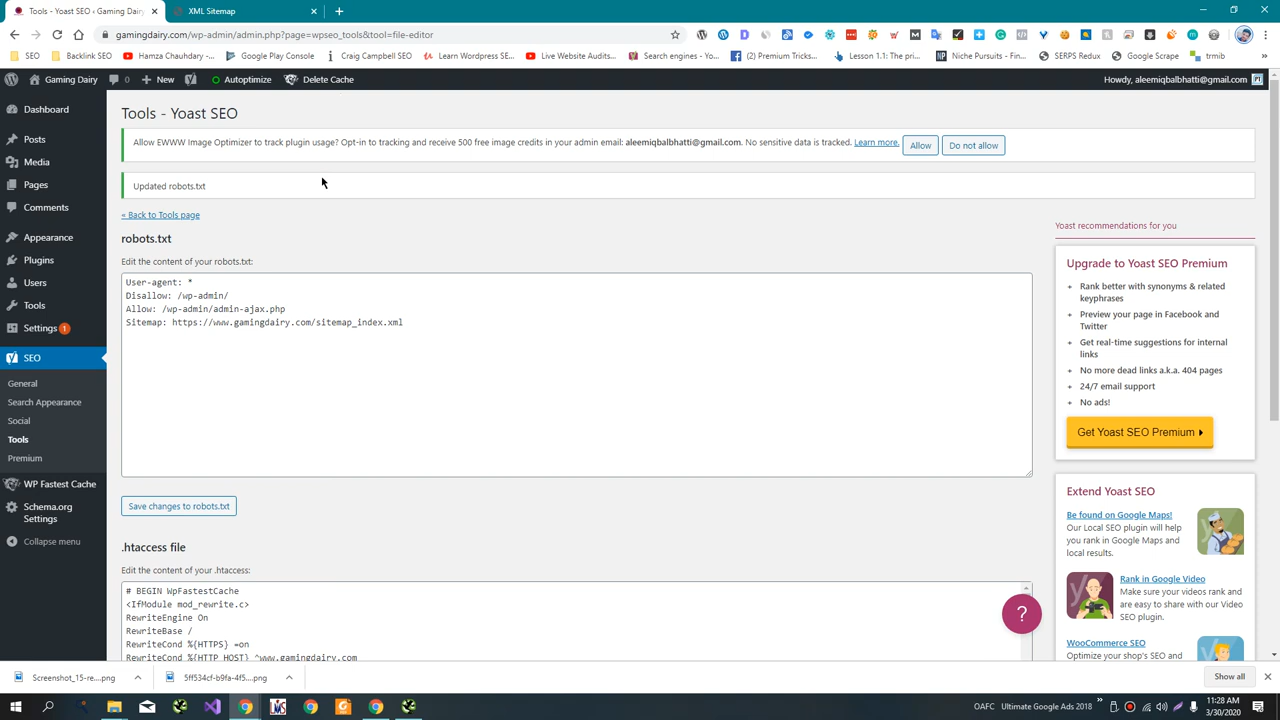 Tools - Yoast SEO ‹ Gaming Dairy
XML Sitemap
gamingdairy.com/wp-admin/admin.php?page=wpseo_tools&tool=file-editor
SEO
Backlink SEO
Hamza Chauhdary - ...
Google Play Console
Craig Campbell SEO
Learn Wordpress SE...
Live Website Audits...
Search engines - Yo...
Premium Tricks...
Lesson 1.1: The pri...
Niche Pursuits - Fin...
SERPS Redux
Google Scrape
trmib
Gaming Dairy
0
New
Autoptimize
Delete Cache
Howdy, aleemiqbalbhatti@gmail.com
Dashboard
Posts
Media
Pages
Comments
Appearance
Plugins
Users
Tools
Settings 1
SEO
General
Search Appearance
Social
Tools
Premium
WP Fastest Cache
Schema.org
Settings
Collapse menu
Tools - Yoast SEO
Allow EWWW Image Optimizer to track plugin usage? Opt-in to tracking and receive 500 free image credits in your admin email: aleemiqbalbhatti@gmail.com. No sensitive data is tracked. Learn more. Allow Do not allow
Updated robots.txt
« Back to Tools page
robots.txt
Edit the content of your robots.txt:
User-agent: *
Disallow: /wp-admin/
Allow: /wp-admin/admin-ajax.php
Sitemap: https://www.gamingdairy.com/sitemap_index.xml
Save changes to robots.txt
.htaccess file
Edit the content of your .htaccess:
# BEGIN WpFastestCache
<IfModule mod_rewrite.c>
RewriteEngine On
RewriteBase /
RewriteCond %{HTTPS} =on
RewriteCond %{HTTP_HOST} ^www.gamingdairy.com
Yoast recommendations for you
Upgrade to Yoast SEO Premium
+ Rank better with synonyms & related
keyphrases
+ Preview your page in Facebook and
Twitter
+ Get real-time suggestions for internal
links
+ No more dead links a.k.a. 404 pages
+ 24/7 email support
+ No ads!
Get Yoast SEO Premium
Extend Yoast SEO
Be found on Google Maps!
Our Local SEO plugin will help
you rank in Google Maps and
local results.
Rank in Google Video
Make sure your videos rank and
are easy to share with our Video
SEO plugin.
WooCommerce SEO
Optimize your shop's SEO and
?
Screenshot_15-re....png
5ff534cf-b9fa-4f5....png
Show all
OAFC
Ultimate Google Ads 2018
11:28 AM
3/30/2020